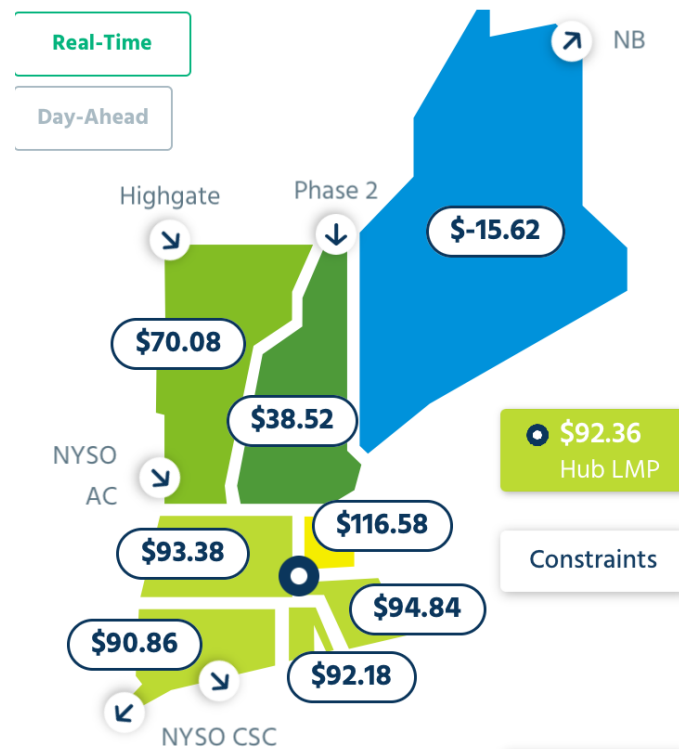 Real-Time
NB
Day-Ahead
Highgate
Phase 2
$-15.62
$70.08
$38.52
$92.36
Hub LMP
NYSO
AC
$116.58
$93.38
Constraints
$94.84
$90.86
$92.18
NYSO CSC